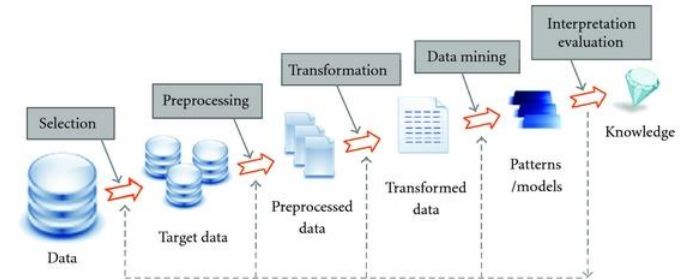 Interpretation
evaluation
Data mining
Transformation
Preprocessing
Selection
Knowledge
Patterns
/models
Transformed
data
Preprocessed
data
Target data
Data